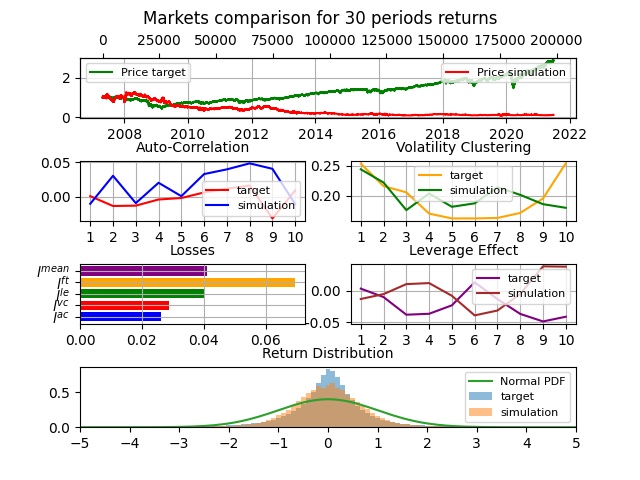 Markets comparison for 30 periods returns
0 25000 50000 75000 100000 125000 150000 175000 200000
Price target
Price simulation
2
0
2008 2010 2012 2014 2016 2018 2020 2022
Auto-Correlation
0.05
0.00
target
simulation
1 2 3 4 5 6 7 8 9 10
Volatility Clustering
0.25
0.20
target
simulation
1 2 3 4 5 6 7 8 9 10
Losses
l^mean
l^ft
l^le
l^vc
l^ac
0.00 0.02 0.04 0.06
Leverage Effect
0.00
−0.05
target
simulation
1 2 3 4 5 6 7 8 9 10
Return Distribution
0.5
0.0
Normal PDF
target
simulation
−5 −4 −3 −2 −1 0 1 2 3 4 5